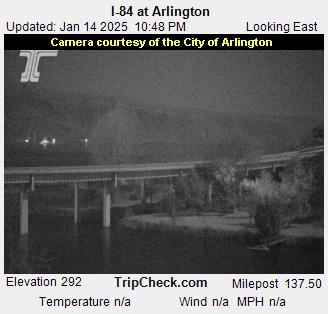 I-84 at Arlington
Updated: Jan 14 2025 10:48 PM Looking East
Camera courtesy of the City of Arlington
Elevation 292 TripCheck.com Milepost 137.50
Temperature n/a Wind n/a MPH n/a